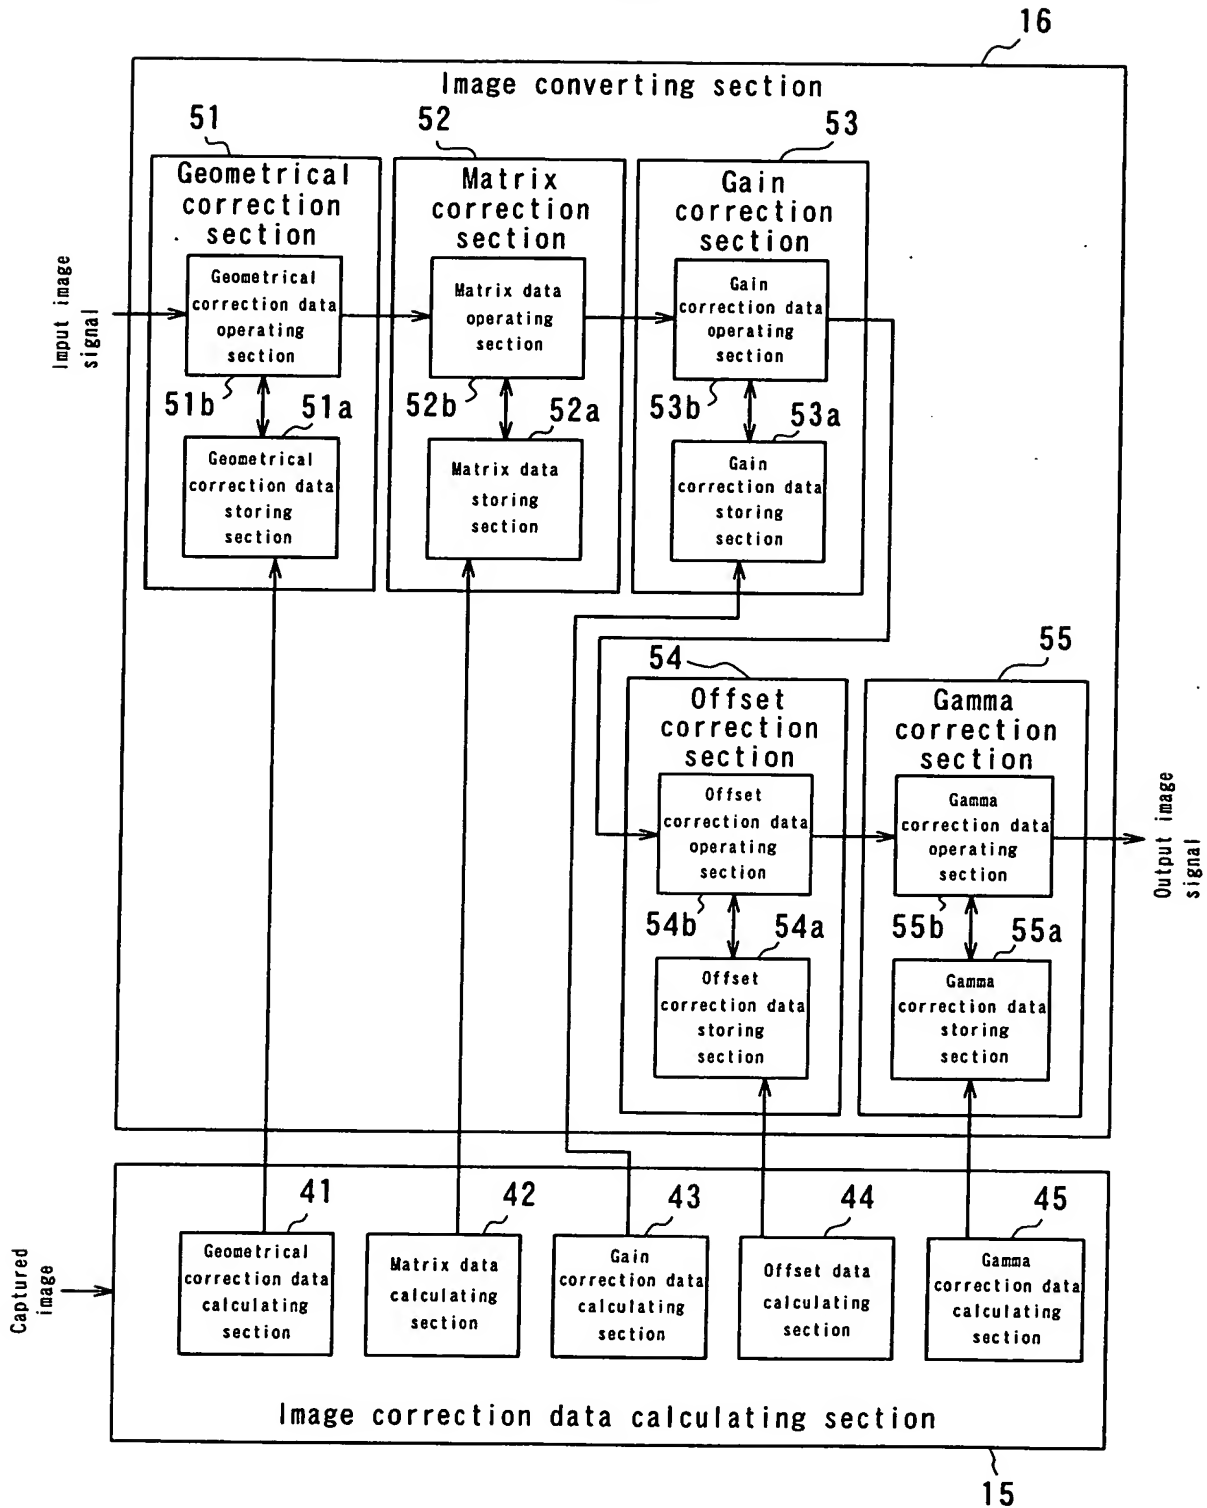 16
Image converting section
51
52
53
Geometrical
correction
section
Matrix
correction
section
Gain
correction
section
Imput image
signal
Geometrical
correction data
operating
section
Matrix data
operating
section
Gain
correction data
operating
section
51b
51a
52b
52a
53b
53a
Geometrical
correction data
storing
section
Matrix data
storing
section
Gain
correction data
storing
section
54
55
Offset
correction
section
Gamma
correction
section
Offset
correction data
operating
section
Gamma
correction data
operating
section
Output image
signal
54b
54a
55b
55a
Offset
correction data
storing
section
Gamma
correction data
storing
section
41
42
43
44
45
Captured
image
Geometrical
correction data
calculating
section
Matrix data
calculating
section
Gain
correction data
calculating
section
Offset data
calculating
section
Gamma
correction data
calculating
section
Image correction data calculating section
15